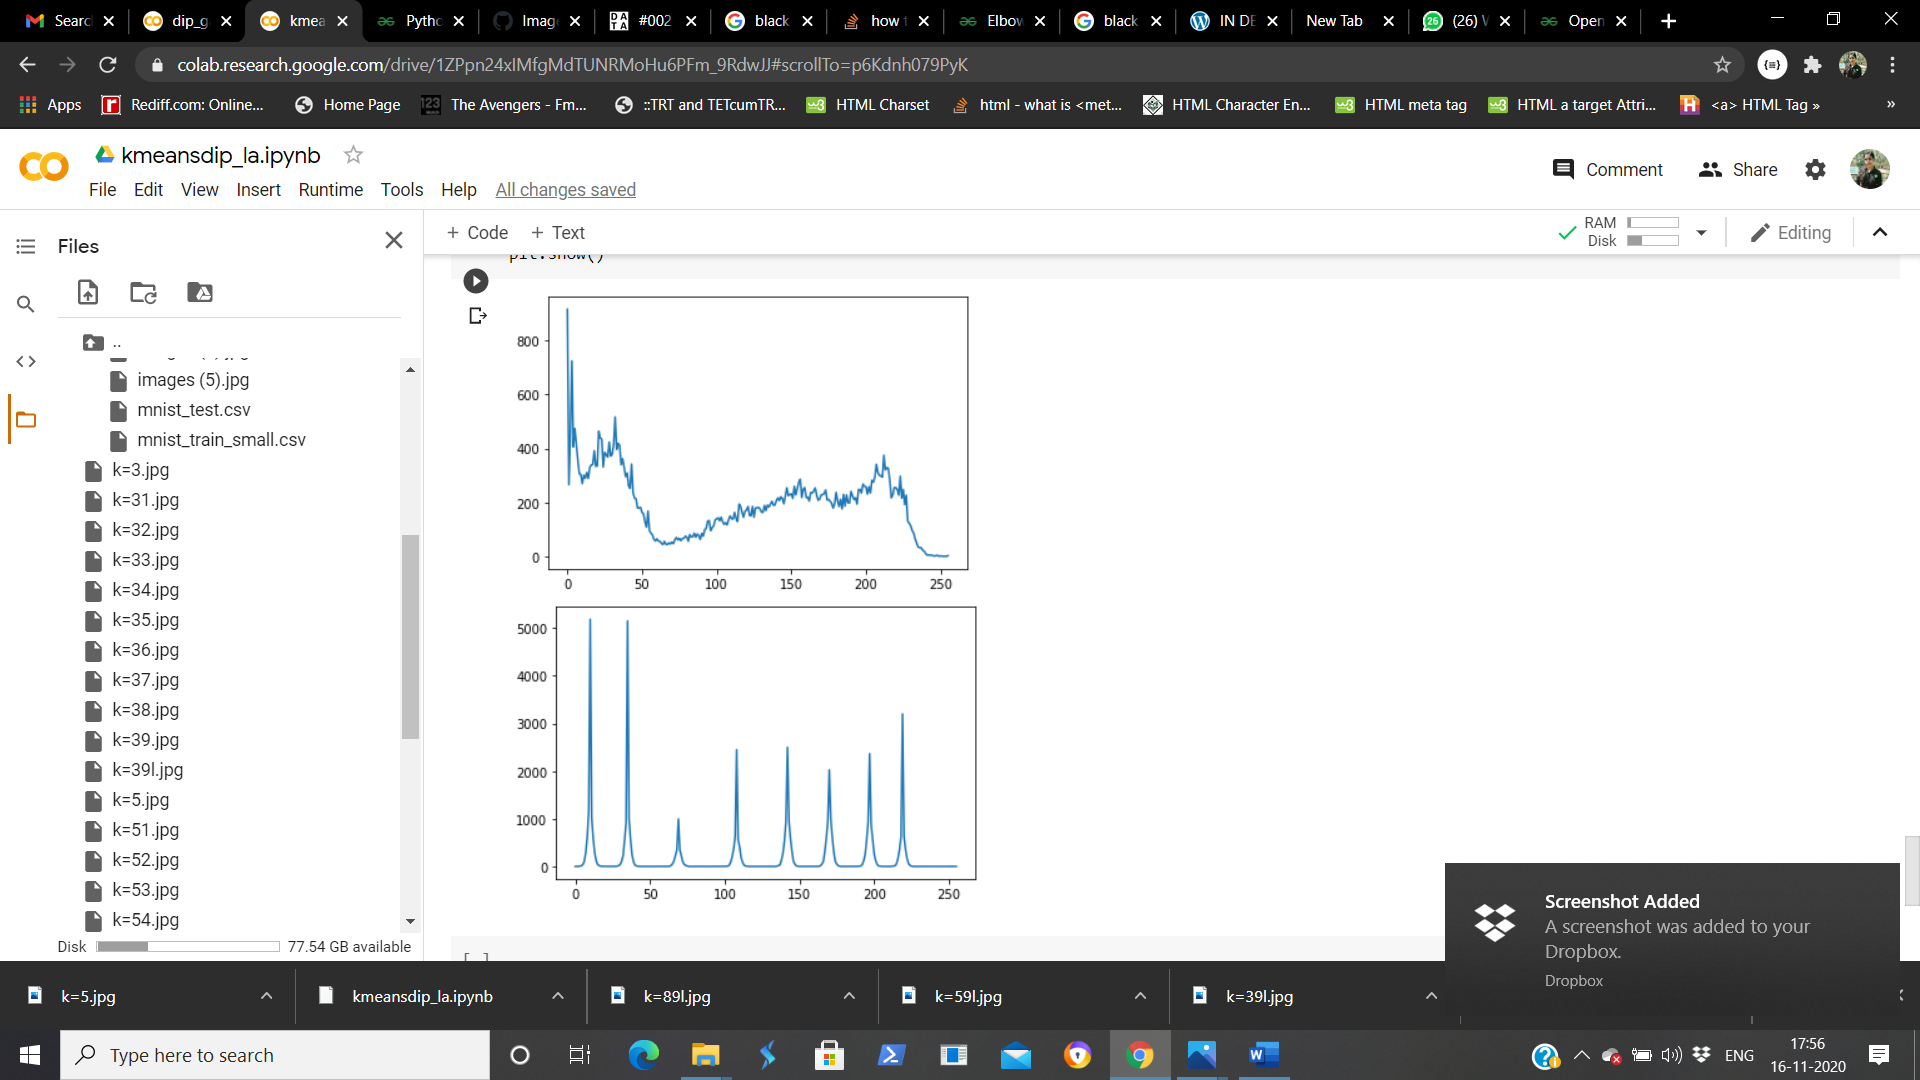 Searc
dip_g
kmea
Pytho
Imag
#002
black
how t
Elbow
black
IN DE
New Tab
(26) W
Open
colab.research.google.com/drive/1ZPpn24xIMfgMdTUNRMoHu6PFm_9RdwJJ#scrollTo=p6Kdnh079PyK
Apps
Rediff.com: Online...
Home Page
The Avengers - Fm...
::TRT and TETcumTR...
HTML Charset
html - what is <met...
HTML Character En...
HTML meta tag
HTML a target Attri...
<a> HTML Tag »
»
kmeansdip_la.ipynb
Comment
Share
File Edit View Insert Runtime Tools Help All changes saved
Files
+ Code + Text
RAM
Disk
Editing
plt.show()
..
images (5).jpg
mnist_test.csv
mnist_train_small.csv
k=3.jpg
k=31.jpg
k=32.jpg
k=33.jpg
k=34.jpg
k=35.jpg
k=36.jpg
k=37.jpg
k=38.jpg
k=39.jpg
k=39l.jpg
k=5.jpg
k=51.jpg
k=52.jpg
k=53.jpg
k=54.jpg
Disk 77.54 GB available
800
600
400
200
0
0 50 100 150 200 250
5000
4000
3000
2000
1000
0
0 50 100 150 200 250
[ ]
Screenshot Added
A screenshot was added to your
Dropbox.
Dropbox
k=5.jpg
kmeansdip_la.ipynb
k=89l.jpg
k=59l.jpg
k=39l.jpg
Type here to search
ENG
17:56
16-11-2020